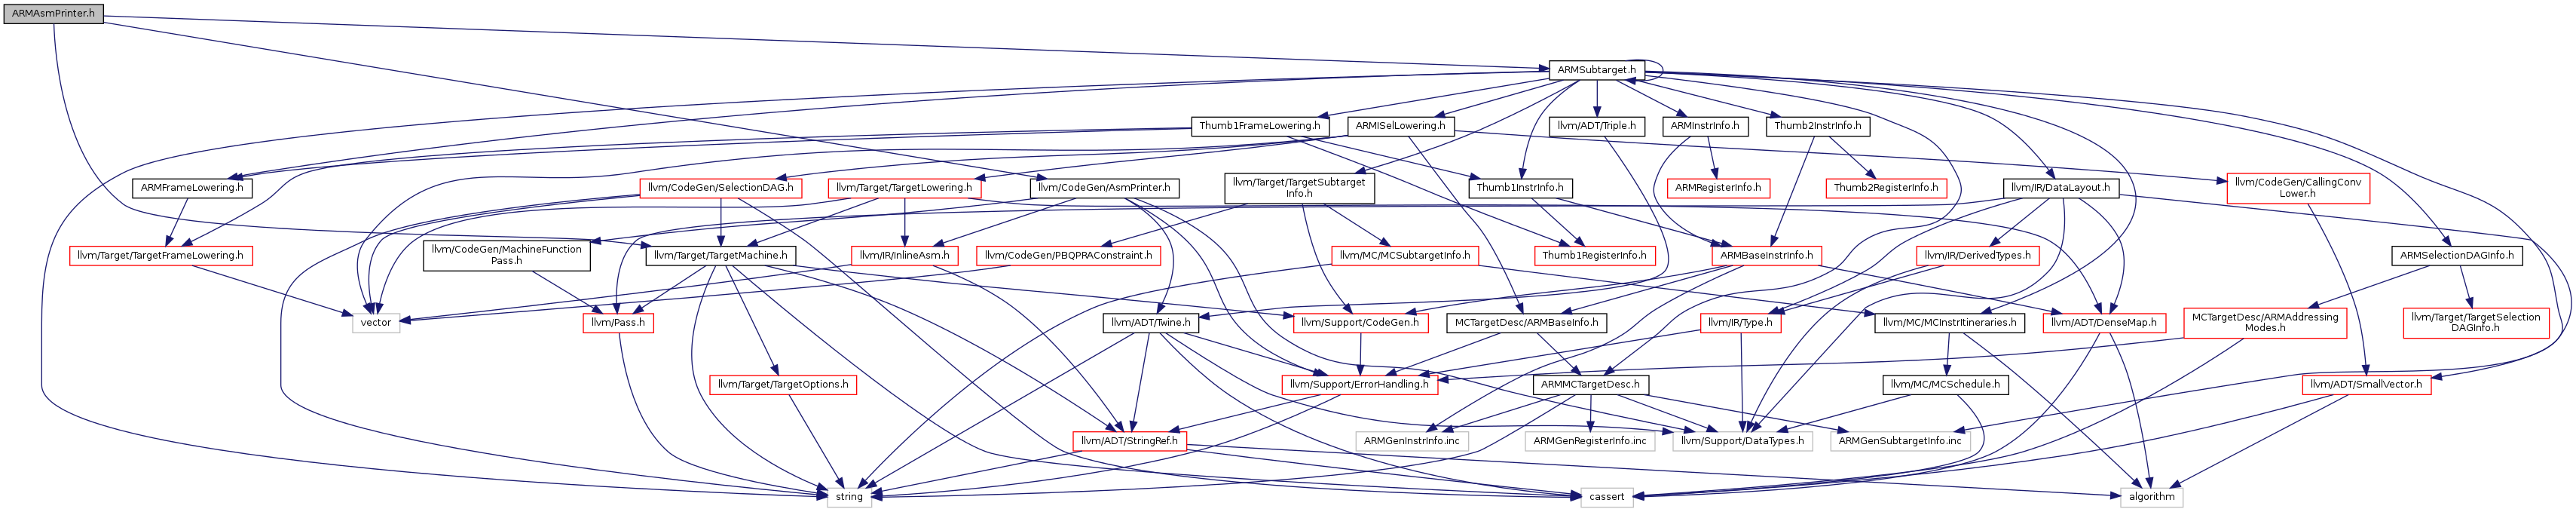 ARMAsmPrinter.h
ARMSubtarget.h
Thumb1FrameLowering.h
ARMISelLowering.h
llvm/ADT/Triple.h
ARMInstrInfo.h
Thumb2InstrInfo.h
ARMFrameLowering.h
llvm/CodeGen/SelectionDAG.h
llvm/Target/TargetLowering.h
llvm/CodeGen/AsmPrinter.h
llvm/Target/TargetSubtarget
Info.h
Thumb1InstrInfo.h
ARMRegisterInfo.h
Thumb2RegisterInfo.h
llvm/IR/DataLayout.h
llvm/CodeGen/CallingConv
Lower.h
llvm/Target/TargetFrameLowering.h
llvm/CodeGen/MachineFunction
Pass.h
llvm/Target/TargetMachine.h
llvm/IR/InlineAsm.h
llvm/CodeGen/PBQPRAConstraint.h
llvm/MC/MCSubtargetInfo.h
Thumb1RegisterInfo.h
ARMBaseInstrInfo.h
llvm/IR/DerivedTypes.h
ARMSelectionDAGInfo.h
vector
llvm/Pass.h
llvm/ADT/Twine.h
llvm/Support/CodeGen.h
MCTargetDesc/ARMBaseInfo.h
llvm/IR/Type.h
llvm/MC/MCInstrItineraries.h
llvm/ADT/DenseMap.h
MCTargetDesc/ARMAddressing
Modes.h
llvm/Target/TargetSelection
DAGInfo.h
llvm/Target/TargetOptions.h
llvm/Support/ErrorHandling.h
ARMMCTargetDesc.h
llvm/MC/MCSchedule.h
llvm/ADT/SmallVector.h
llvm/ADT/StringRef.h
ARMGenInstrInfo.inc
ARMGenRegisterInfo.inc
llvm/Support/DataTypes.h
ARMGenSubtargetInfo.inc
string
cassert
algorithm